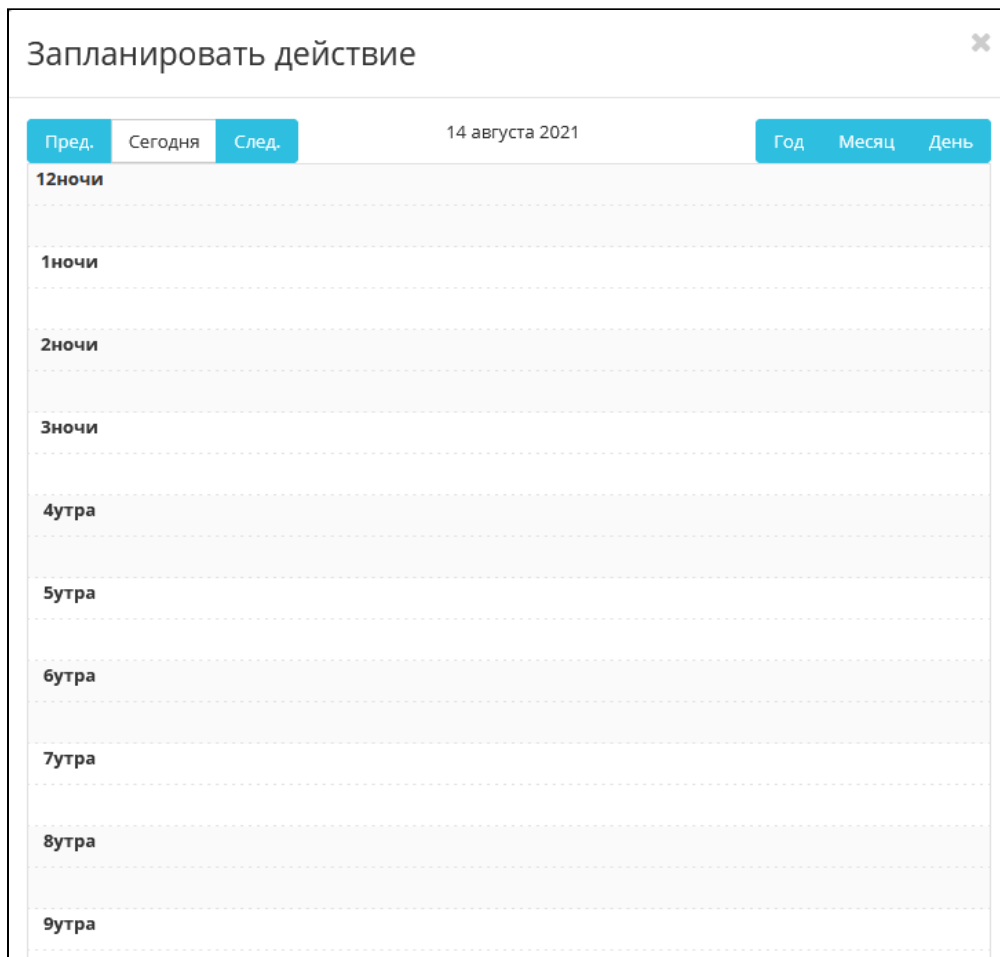 Запланировать действие ×
Пред. Сегодня След. 14 августа 2021 Год Месяц День
12ночи
1ночи
2ночи
3ночи
4утра
5утра
6утра
7утра
8утра
9утра